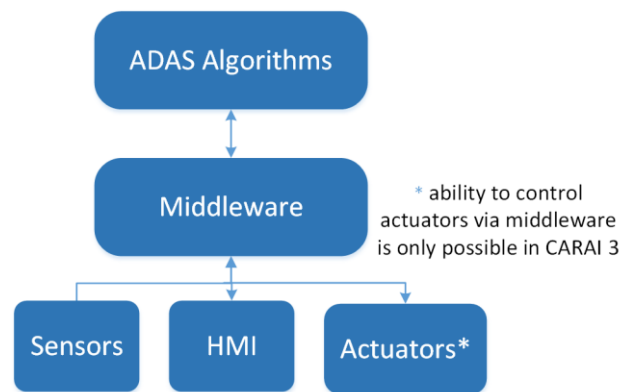 ADAS Algorithms
Middleware
* ability to control
actuators via middleware
is only possible in CARAI 3
Sensors
HMI
Actuators*